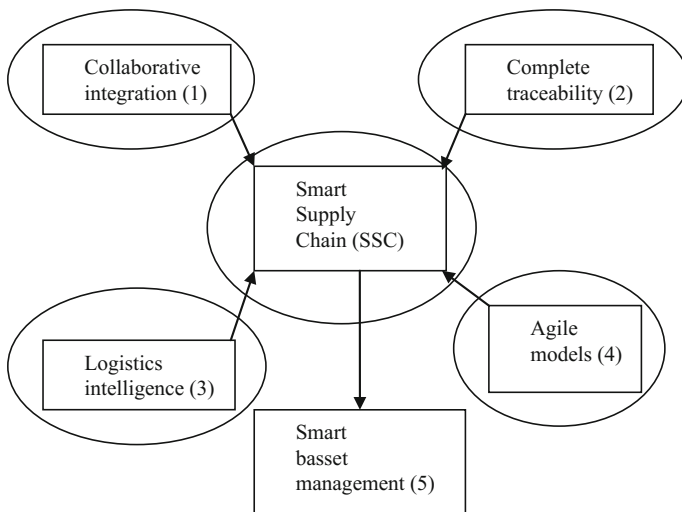 Collaborative
integration (1)
Complete
traceability (2)
Smart
Supply
Chain (SSC)
Logistics
intelligence (3)
Agile
models (4)
Smart
basset
management (5)